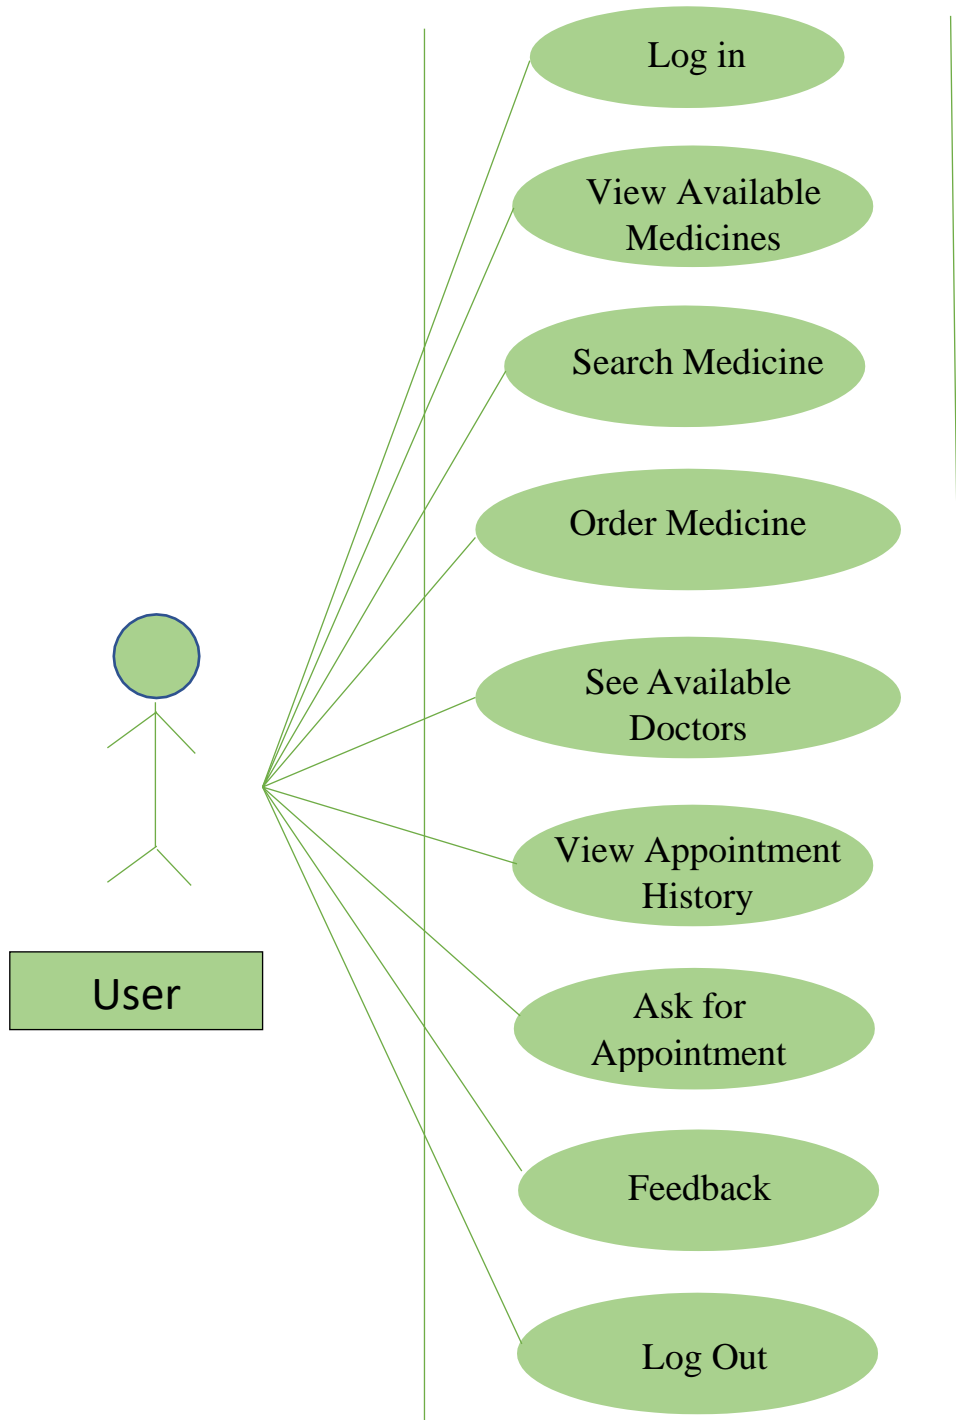 Log in
View Available
Medicines
Search Medicine
Order Medicine
See Available
Doctors
View Appointment
History
User
Ask for
Appointment
Feedback
Log Out